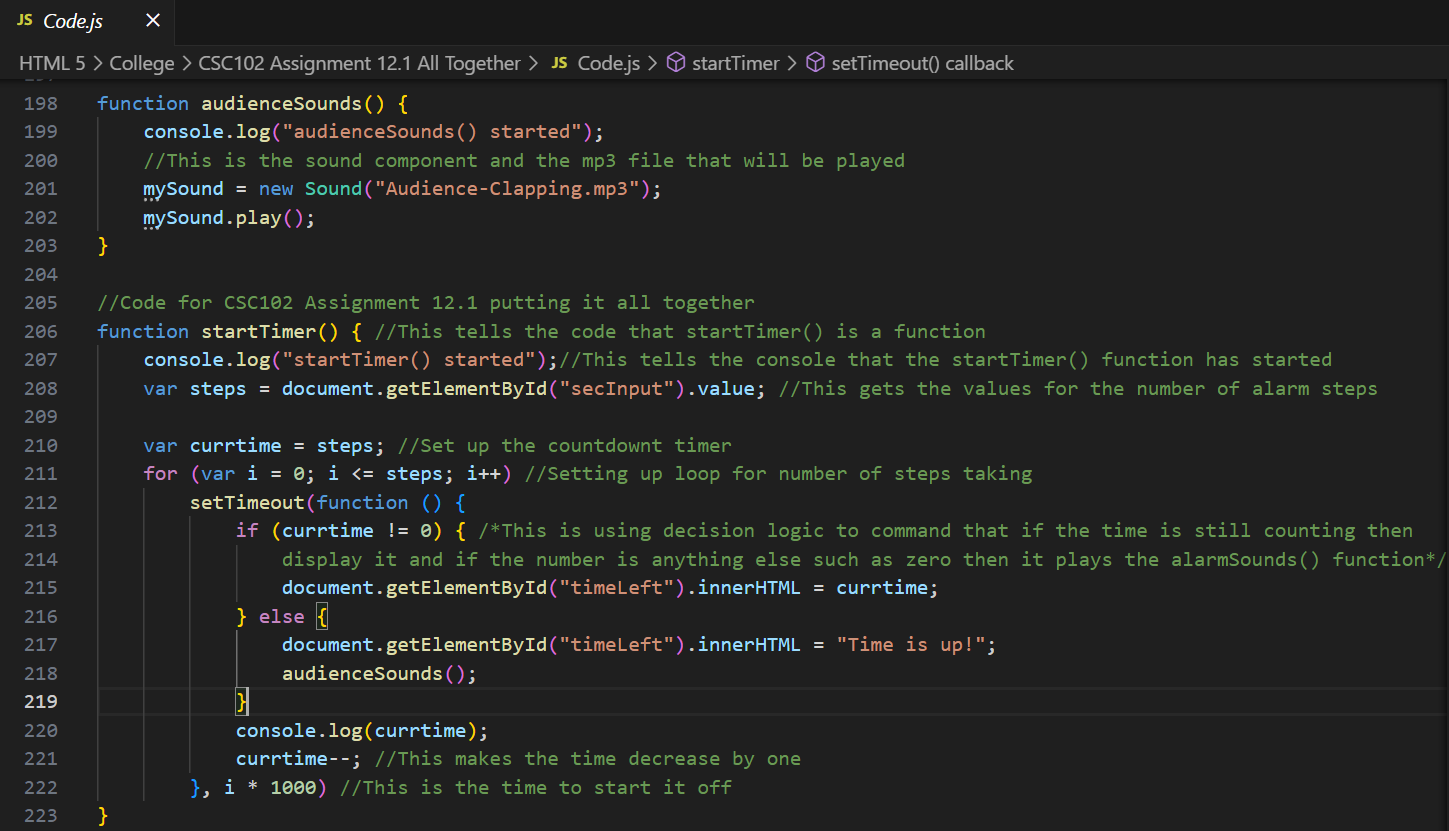 JS Code.js ×
HTML 5 > College > CSC102 Assignment 12.1 All Together > JS Code.js > startTimer > setTimeout() callback
198 function audienceSounds() {
199     console.log("audienceSounds() started");
200     //This is the sound component and the mp3 file that will be played
201     mySound = new Sound("Audience-Clapping.mp3");
202     mySound.play();
203 }
204
205 //Code for CSC102 Assignment 12.1 putting it all together
206 function startTimer() { //This tells the code that startTimer() is a function
207     console.log("startTimer() started");//This tells the console that the startTimer() function has started
208     var steps = document.getElementById("secInput").value; //This gets the values for the number of alarm steps
209
210     var currtime = steps; //Set up the countdownt timer
211     for (var i = 0; i <= steps; i++) //Setting up loop for number of steps taking
212         setTimeout(function () {
213             if (currtime != 0) { /*This is using decision logic to command that if the time is still counting then
214                 display it and if the number is anything else such as zero then it plays the alarmSounds() function*/
215                 document.getElementById("timeLeft").innerHTML = currtime;
216             } else {
217                 document.getElementById("timeLeft").innerHTML = "Time is up!";
218                 audienceSounds();
219             }
220             console.log(currtime);
221             currtime--; //This makes the time decrease by one
222         }, i * 1000) //This is the time to start it off
223 }